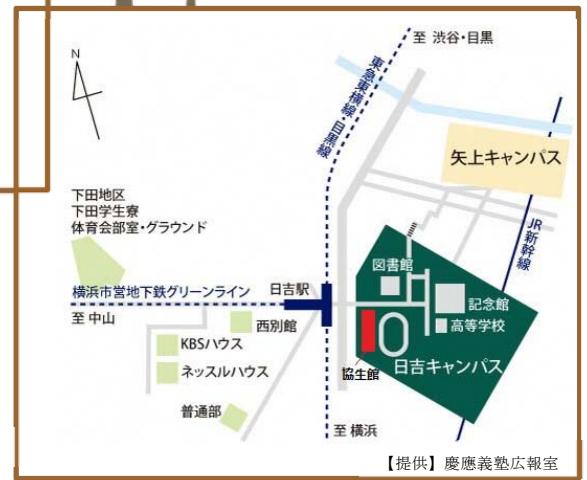 至 渋谷・目黒
N
東急東横線・目黒線
矢上キャンパス
下田地区
下田学生寮
体育会部室・グラウンド
JR新幹線
図書館
横浜市営地下鉄グリーンライン
日吉駅
記念館
至 中山
西別館
高等学校
KBSハウス
日吉キャンパス
ネッスルハウス
協生館
普通部
至 横浜
【提供】慶應義塾広報室